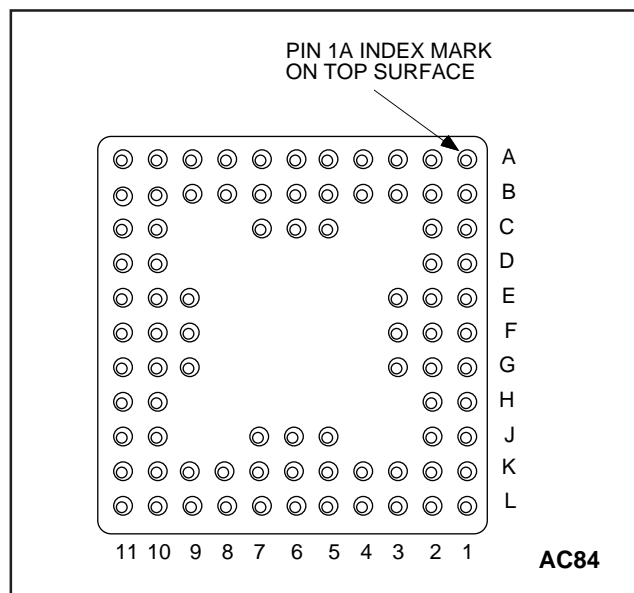 PIN 1A INDEX MARK
ON TOP SURFACE
A
B
C
D
E
F
G
H
J
K
L
11 10 9 8 7 6 5 4 3 2 1
AC84